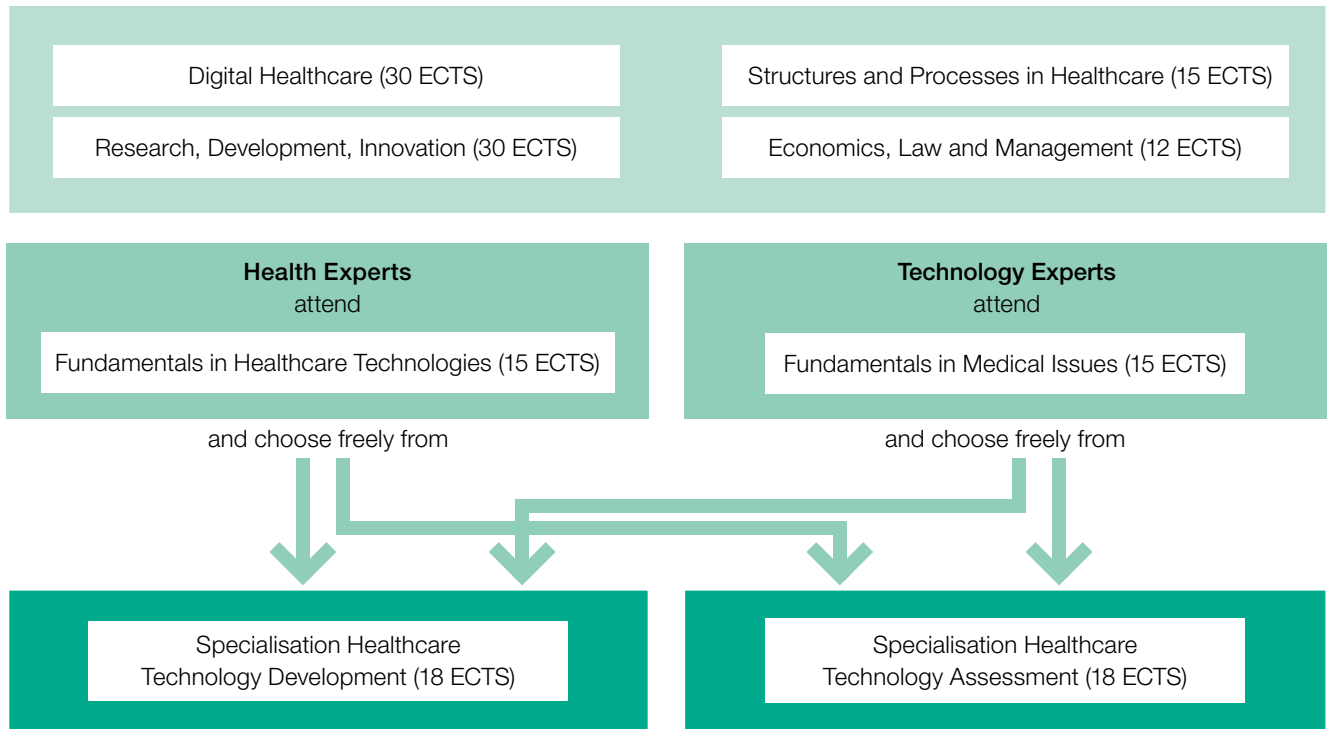 Digital Healthcare (30 ECTS)
Structures and Processes in Healthcare (15 ECTS)
Research, Development, Innovation (30 ECTS)
Economics, Law and Management (12 ECTS)
Health Experts
attend
Fundamentals in Healthcare Technologies (15 ECTS)
and choose freely from
Technology Experts
attend
Fundamentals in Medical Issues (15 ECTS)
and choose freely from
Specialisation Healthcare
Technology Development (18 ECTS)
Specialisation Healthcare
Technology Assessment (18 ECTS)